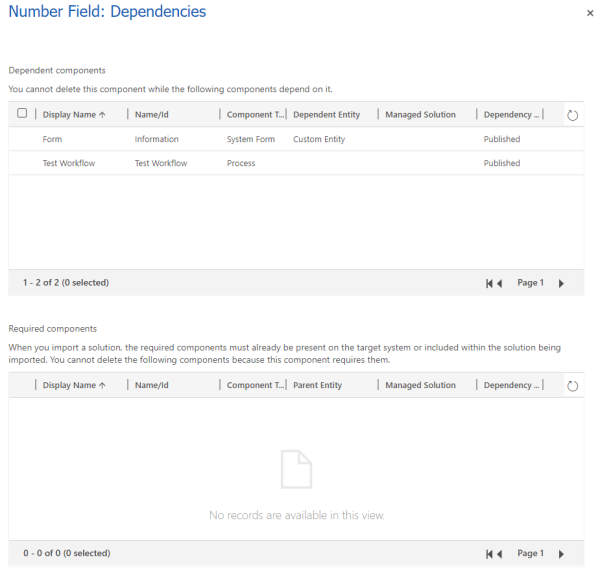 Number Field: Dependencies
Dependent components
You cannot delete this component while the following components depend on it.
Display Name Name/Id Component T... Dependent Entity Managed Solution Dependency ...
Form Information System Form Custom Entity Published
Test Workflow Test Workflow Process Published
1 - 2 of 2 (0 selected) Page 1
Required components
When you import a solution, the required components must already be present on the target system or included within the solution being
imported. You cannot delete the following components because this component requires them.
Display Name Name/Id Component T... Parent Entity Managed Solution Dependency ...
No records are available in this view.
0 - 0 of 0 (0 selected) Page 1